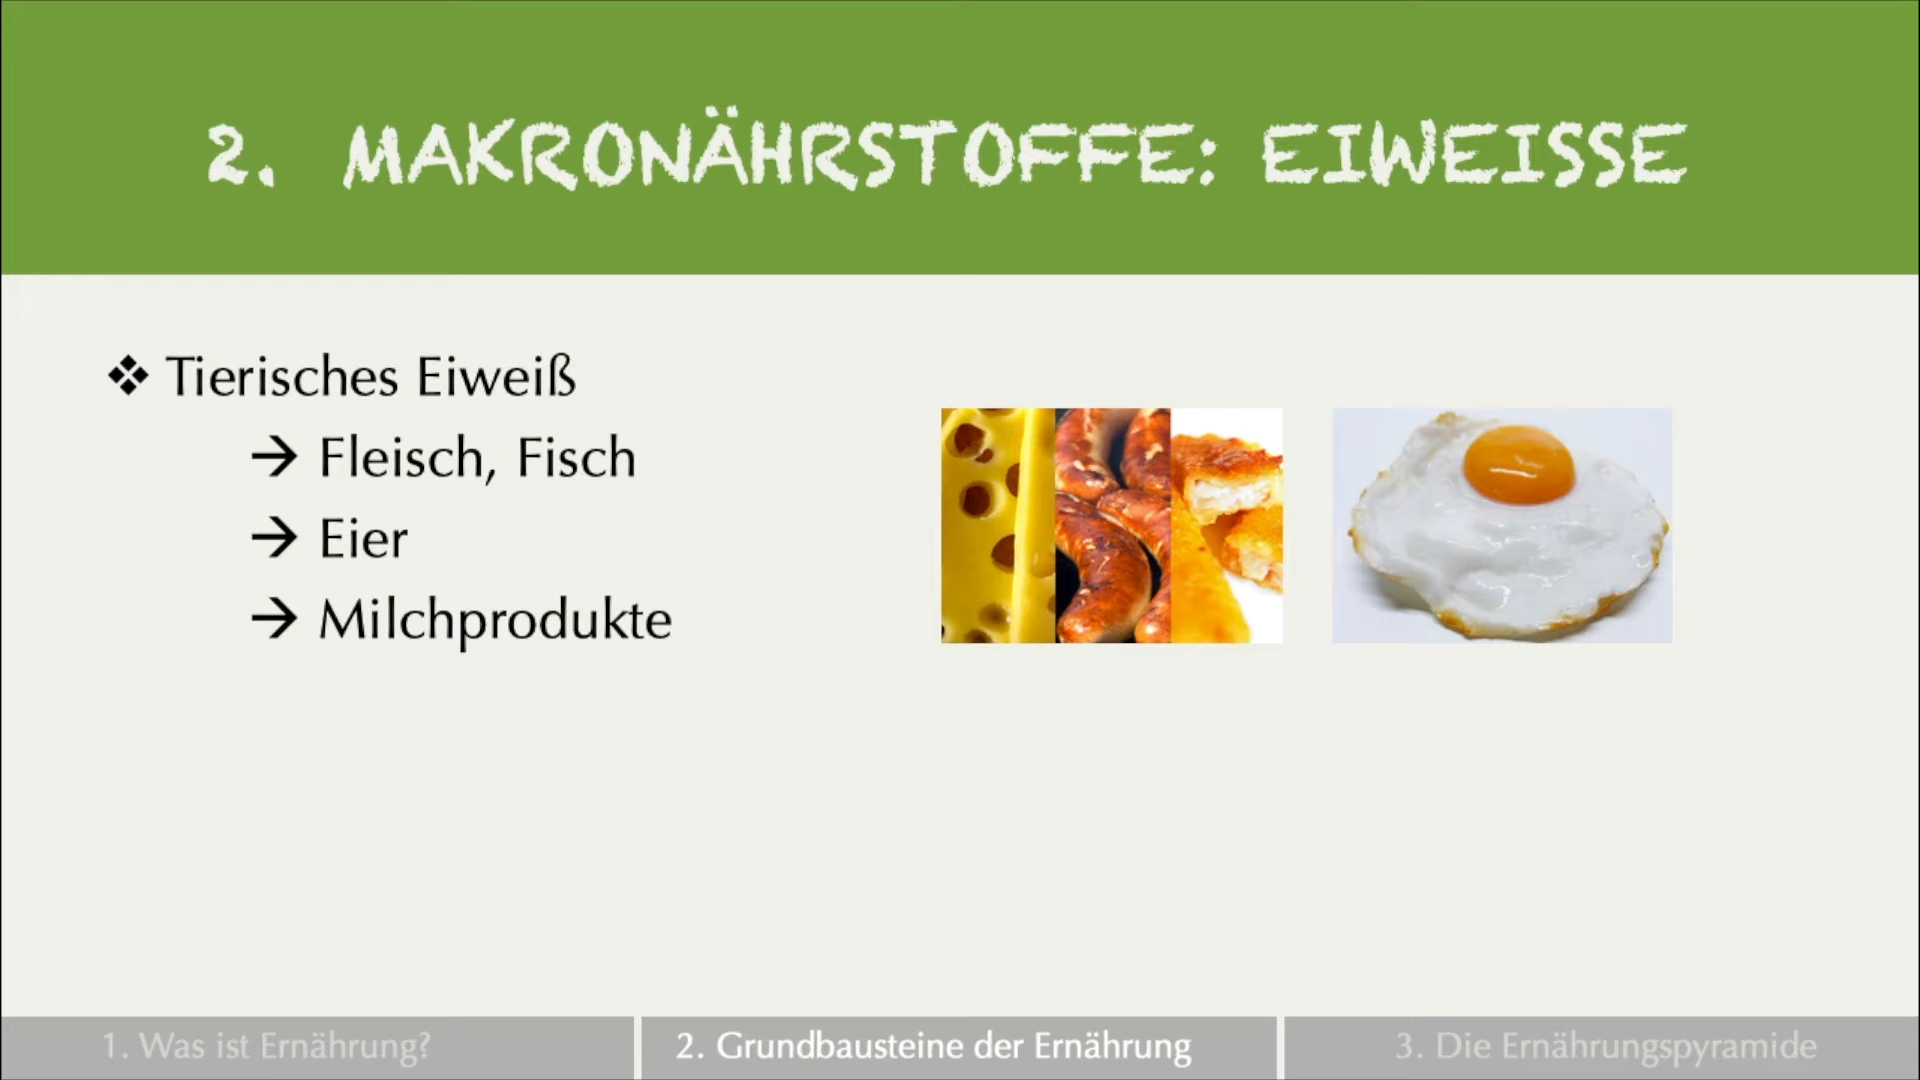 2. MAKRONÄHRSTOFFE: EIWEISSE
❖ Tierisches Eiweiß
→ Fleisch, Fisch
→ Eier
→ Milchprodukte
1. Was ist Ernährung?
2. Grundbausteine der Ernährung
3. Die Ernährungspyramide